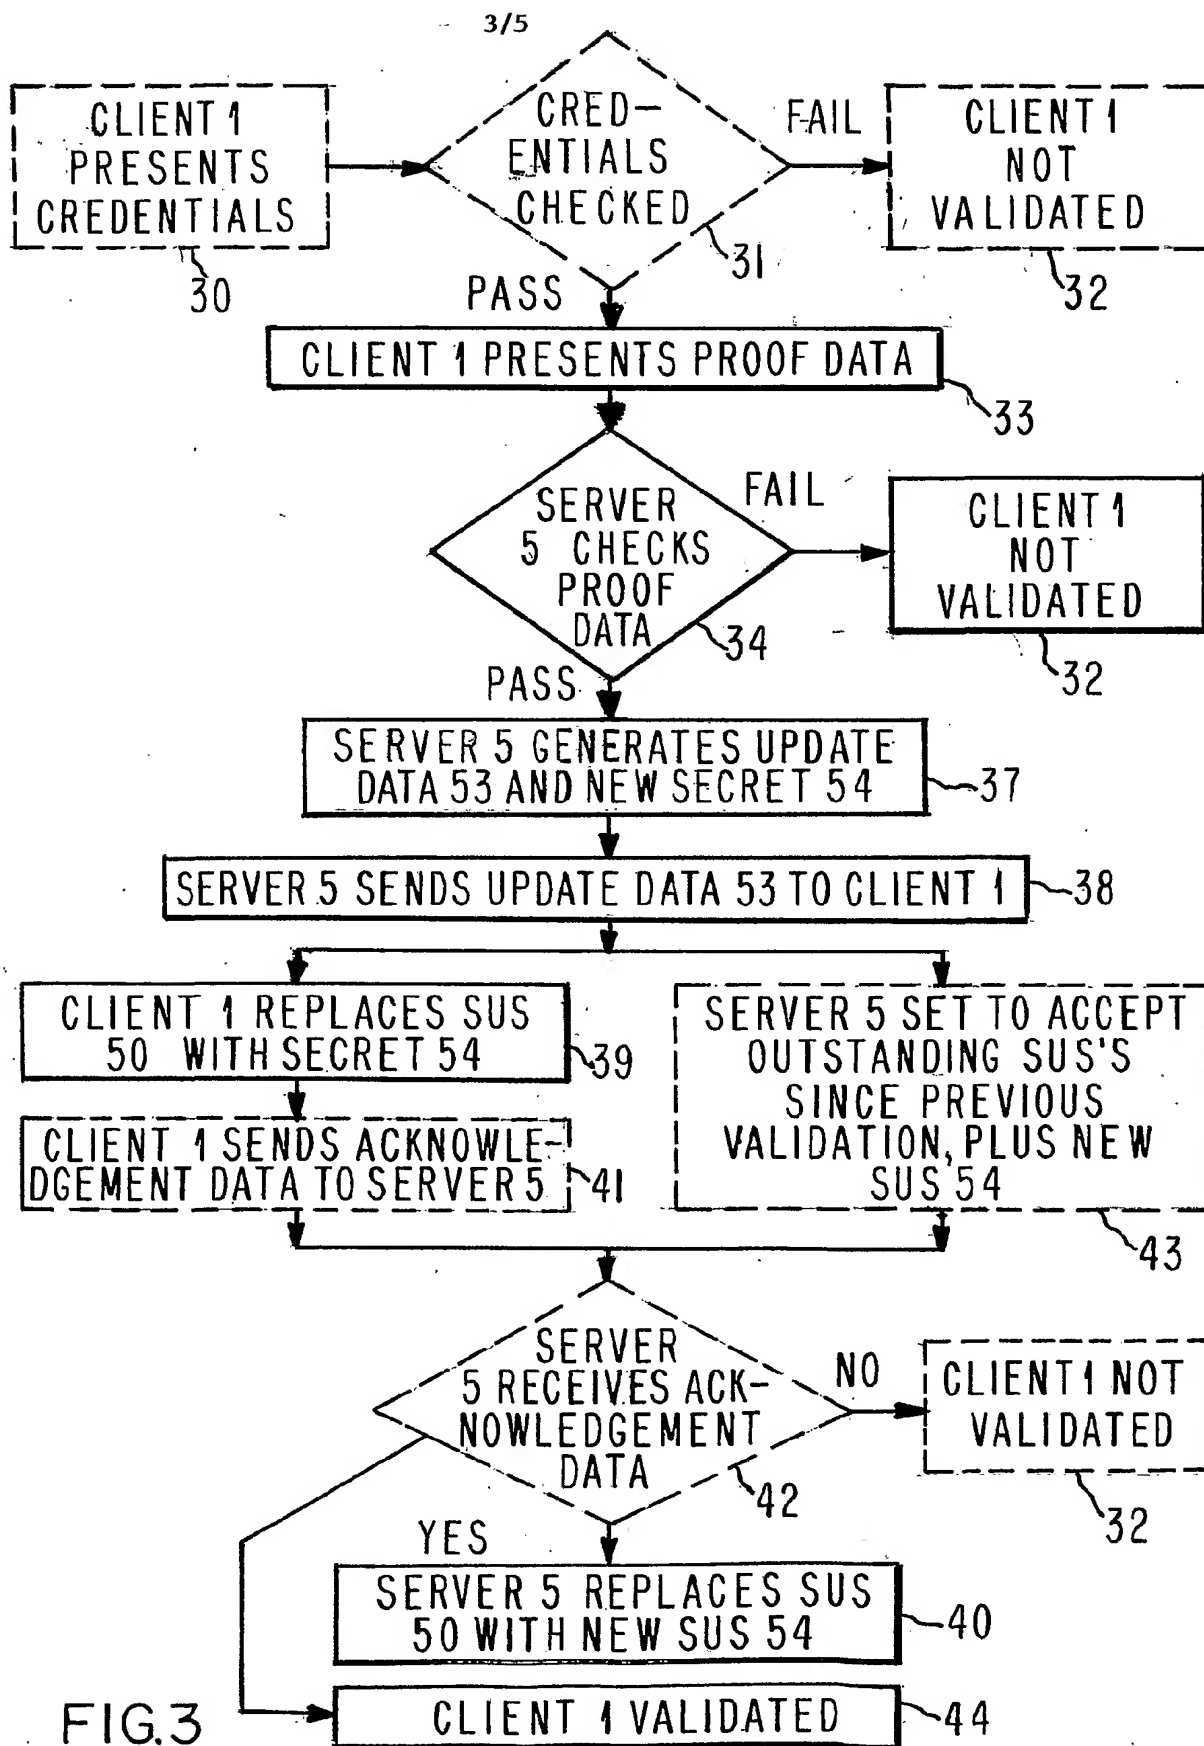 3/5
CLIENT 1
PRESENTS
CREDENTIALS
30
CRED-
ENTIALS
CHECKED
31
FAIL
CLIENT 1
NOT
VALIDATED
32
PASS
CLIENT 1 PRESENTS PROOF DATA
33
SERVER
5 CHECKS
PROOF
DATA
34
FAIL
CLIENT 1
NOT
VALIDATED
32
PASS
SERVER 5 GENERATES UPDATE
DATA 53 AND NEW SECRET 54
37
SERVER 5 SENDS UPDATE DATA 53 TO CLIENT 1
38
CLIENT 1 REPLACES SUS
50 WITH SECRET 54
39
CLIENT 1 SENDS ACKNOWLE-
DGEMENT DATA TO SERVER 5
41
SERVER 5 SET TO ACCEPT
OUTSTANDING SUS'S
SINCE PREVIOUS
VALIDATION, PLUS NEW
SUS 54
43
SERVER
5 RECEIVES ACK-
NOWLEDGEMENT
DATA
42
NO
CLIENT 1 NOT
VALIDATED
32
YES
SERVER 5 REPLACES SUS
50 WITH NEW SUS 54
40
CLIENT 1 VALIDATED
44
FIG.3